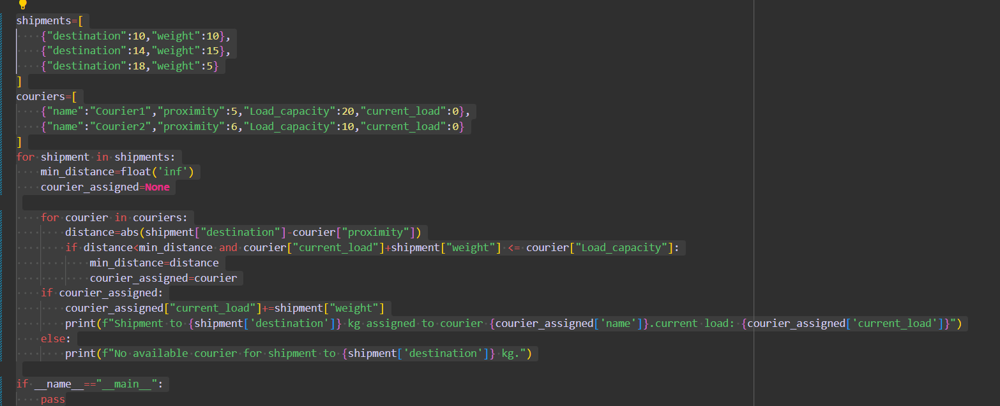 shipments=[
    {"destination":10,"weight":10},
    {"destination":14,"weight":15},
    {"destination":18,"weight":5}
]
couriers=[
    {"name":"Courier1","proximity":5,"Load_capacity":20,"current_load":0},
    {"name":"Courier2","proximity":6,"Load_capacity":10,"current_load":0}
]
for shipment in shipments:
    min_distance=float('inf')
    courier_assigned=None

    for courier in couriers:
        distance=abs(shipment["destination"]-courier["proximity"])
        if distance<min_distance and courier["current_load"]+shipment["weight"] <= courier["Load_capacity"]:
            min_distance=distance
            courier_assigned=courier
    if courier_assigned:
        courier_assigned["current_load"]+=shipment["weight"]
        print(f"Shipment to {shipment['destination']} kg assigned to courier {courier_assigned['name']}.current load: {courier_assigned['current_load']}")
    else:
        print(f"No available courier for shipment to {shipment['destination']} kg.")

if __name__=="__main__":
    pass